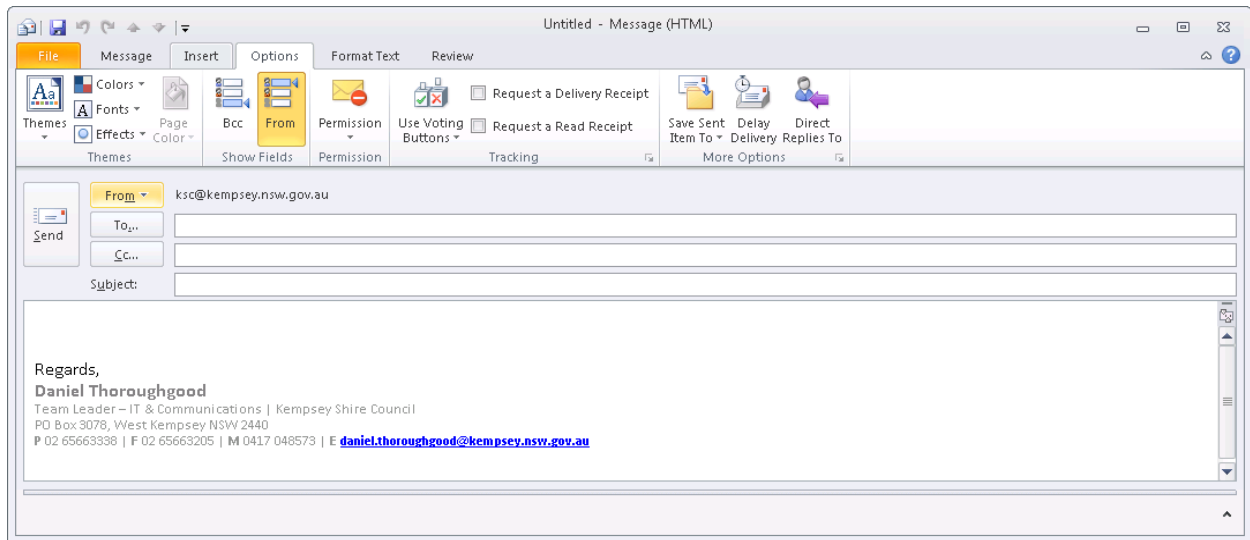 Untitled - Message (HTML)
File Message Insert Options Format Text Review
Aa Themes Colors Fonts Effects Page Color
Bcc From Permission Use Voting Buttons
Request a Delivery Receipt
Request a Read Receipt
Save Sent Item To Delay Delivery Direct Replies To
Themes Show Fields Permission Tracking More Options
From ksc@kempsey.nsw.gov.au
Send
To...
Cc...
Subject:
Regards,
Daniel Thoroughgood
Team Leader – IT & Communications | Kempsey Shire Council
PO Box 3078, West Kempsey NSW 2440
P 02 65663338 | F 02 65663205 | M 0417 048573 | E daniel.thoroughgood@kempsey.nsw.gov.au